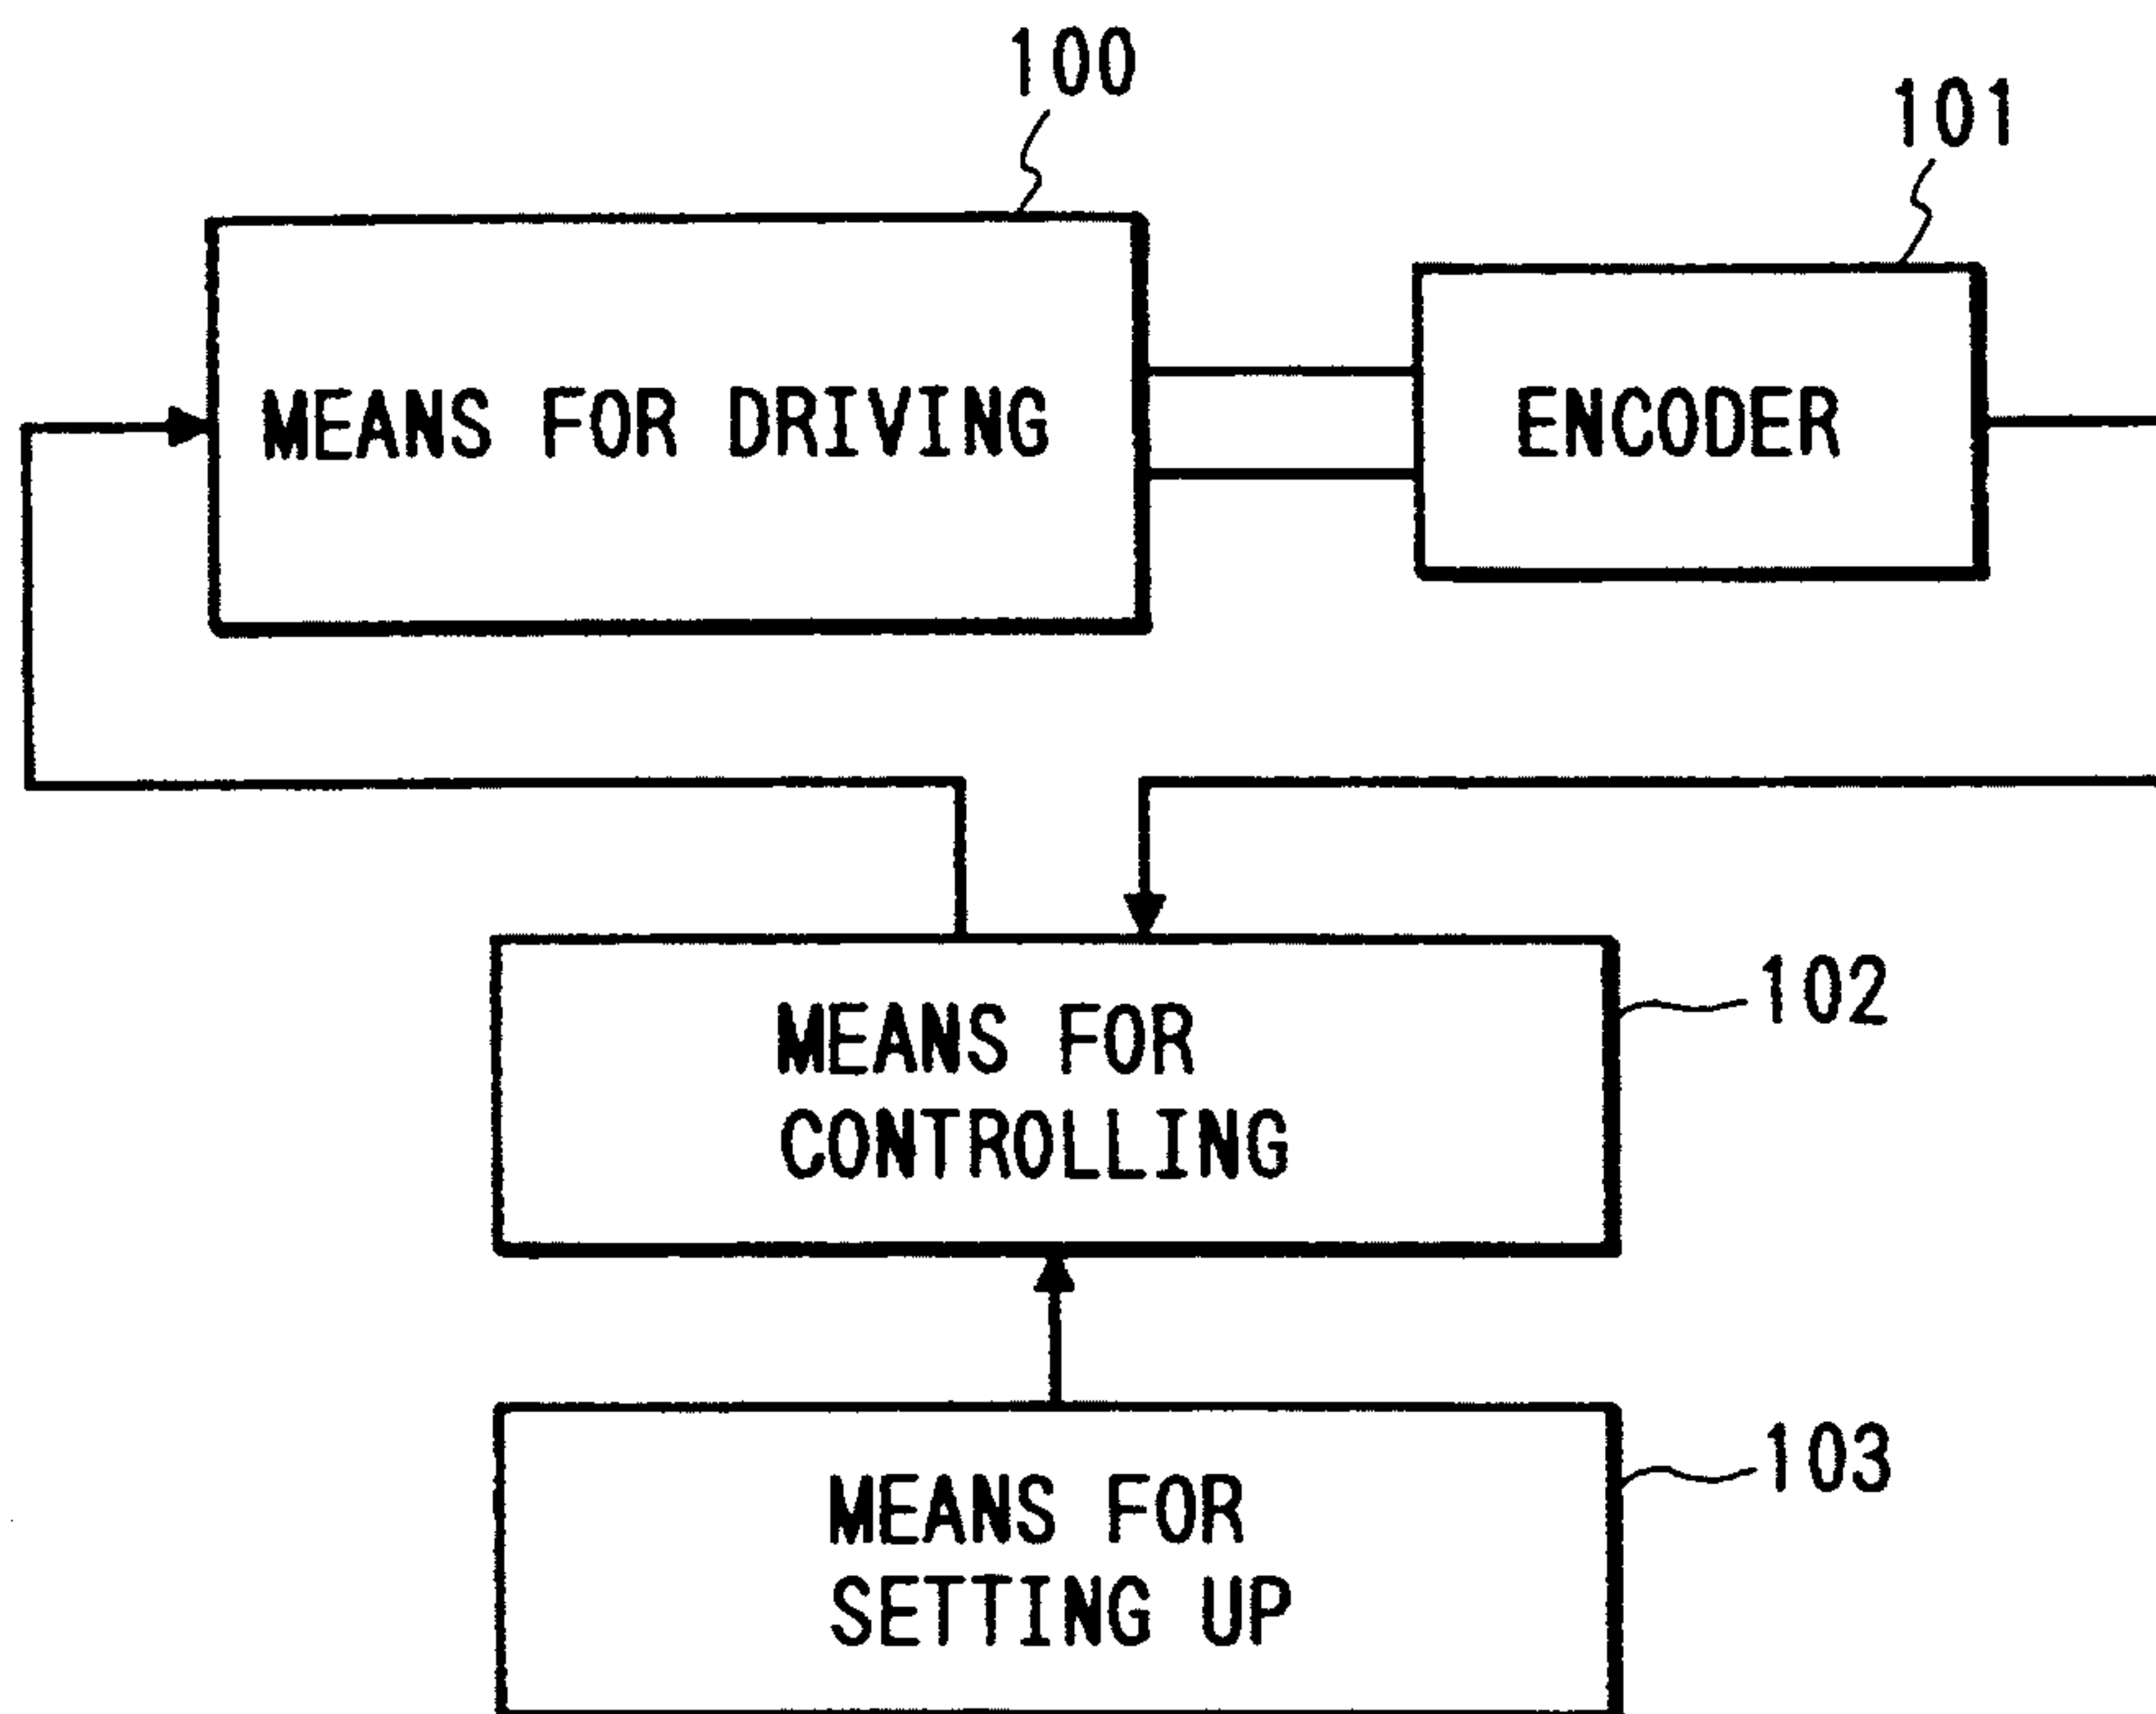 100
101
MEANS FOR DRIVING
ENCODER
MEANS FOR
CONTROLLING
102
MEANS FOR
SETTING UP
103